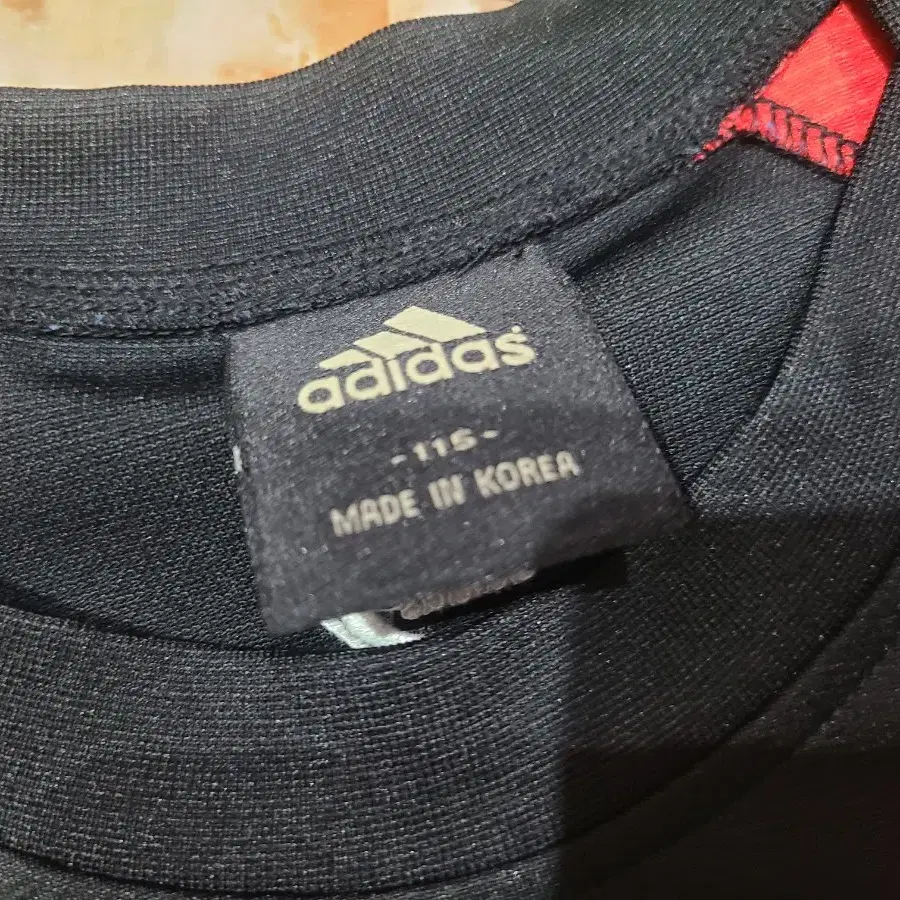 adidas
-115-
MADE IN KOREA